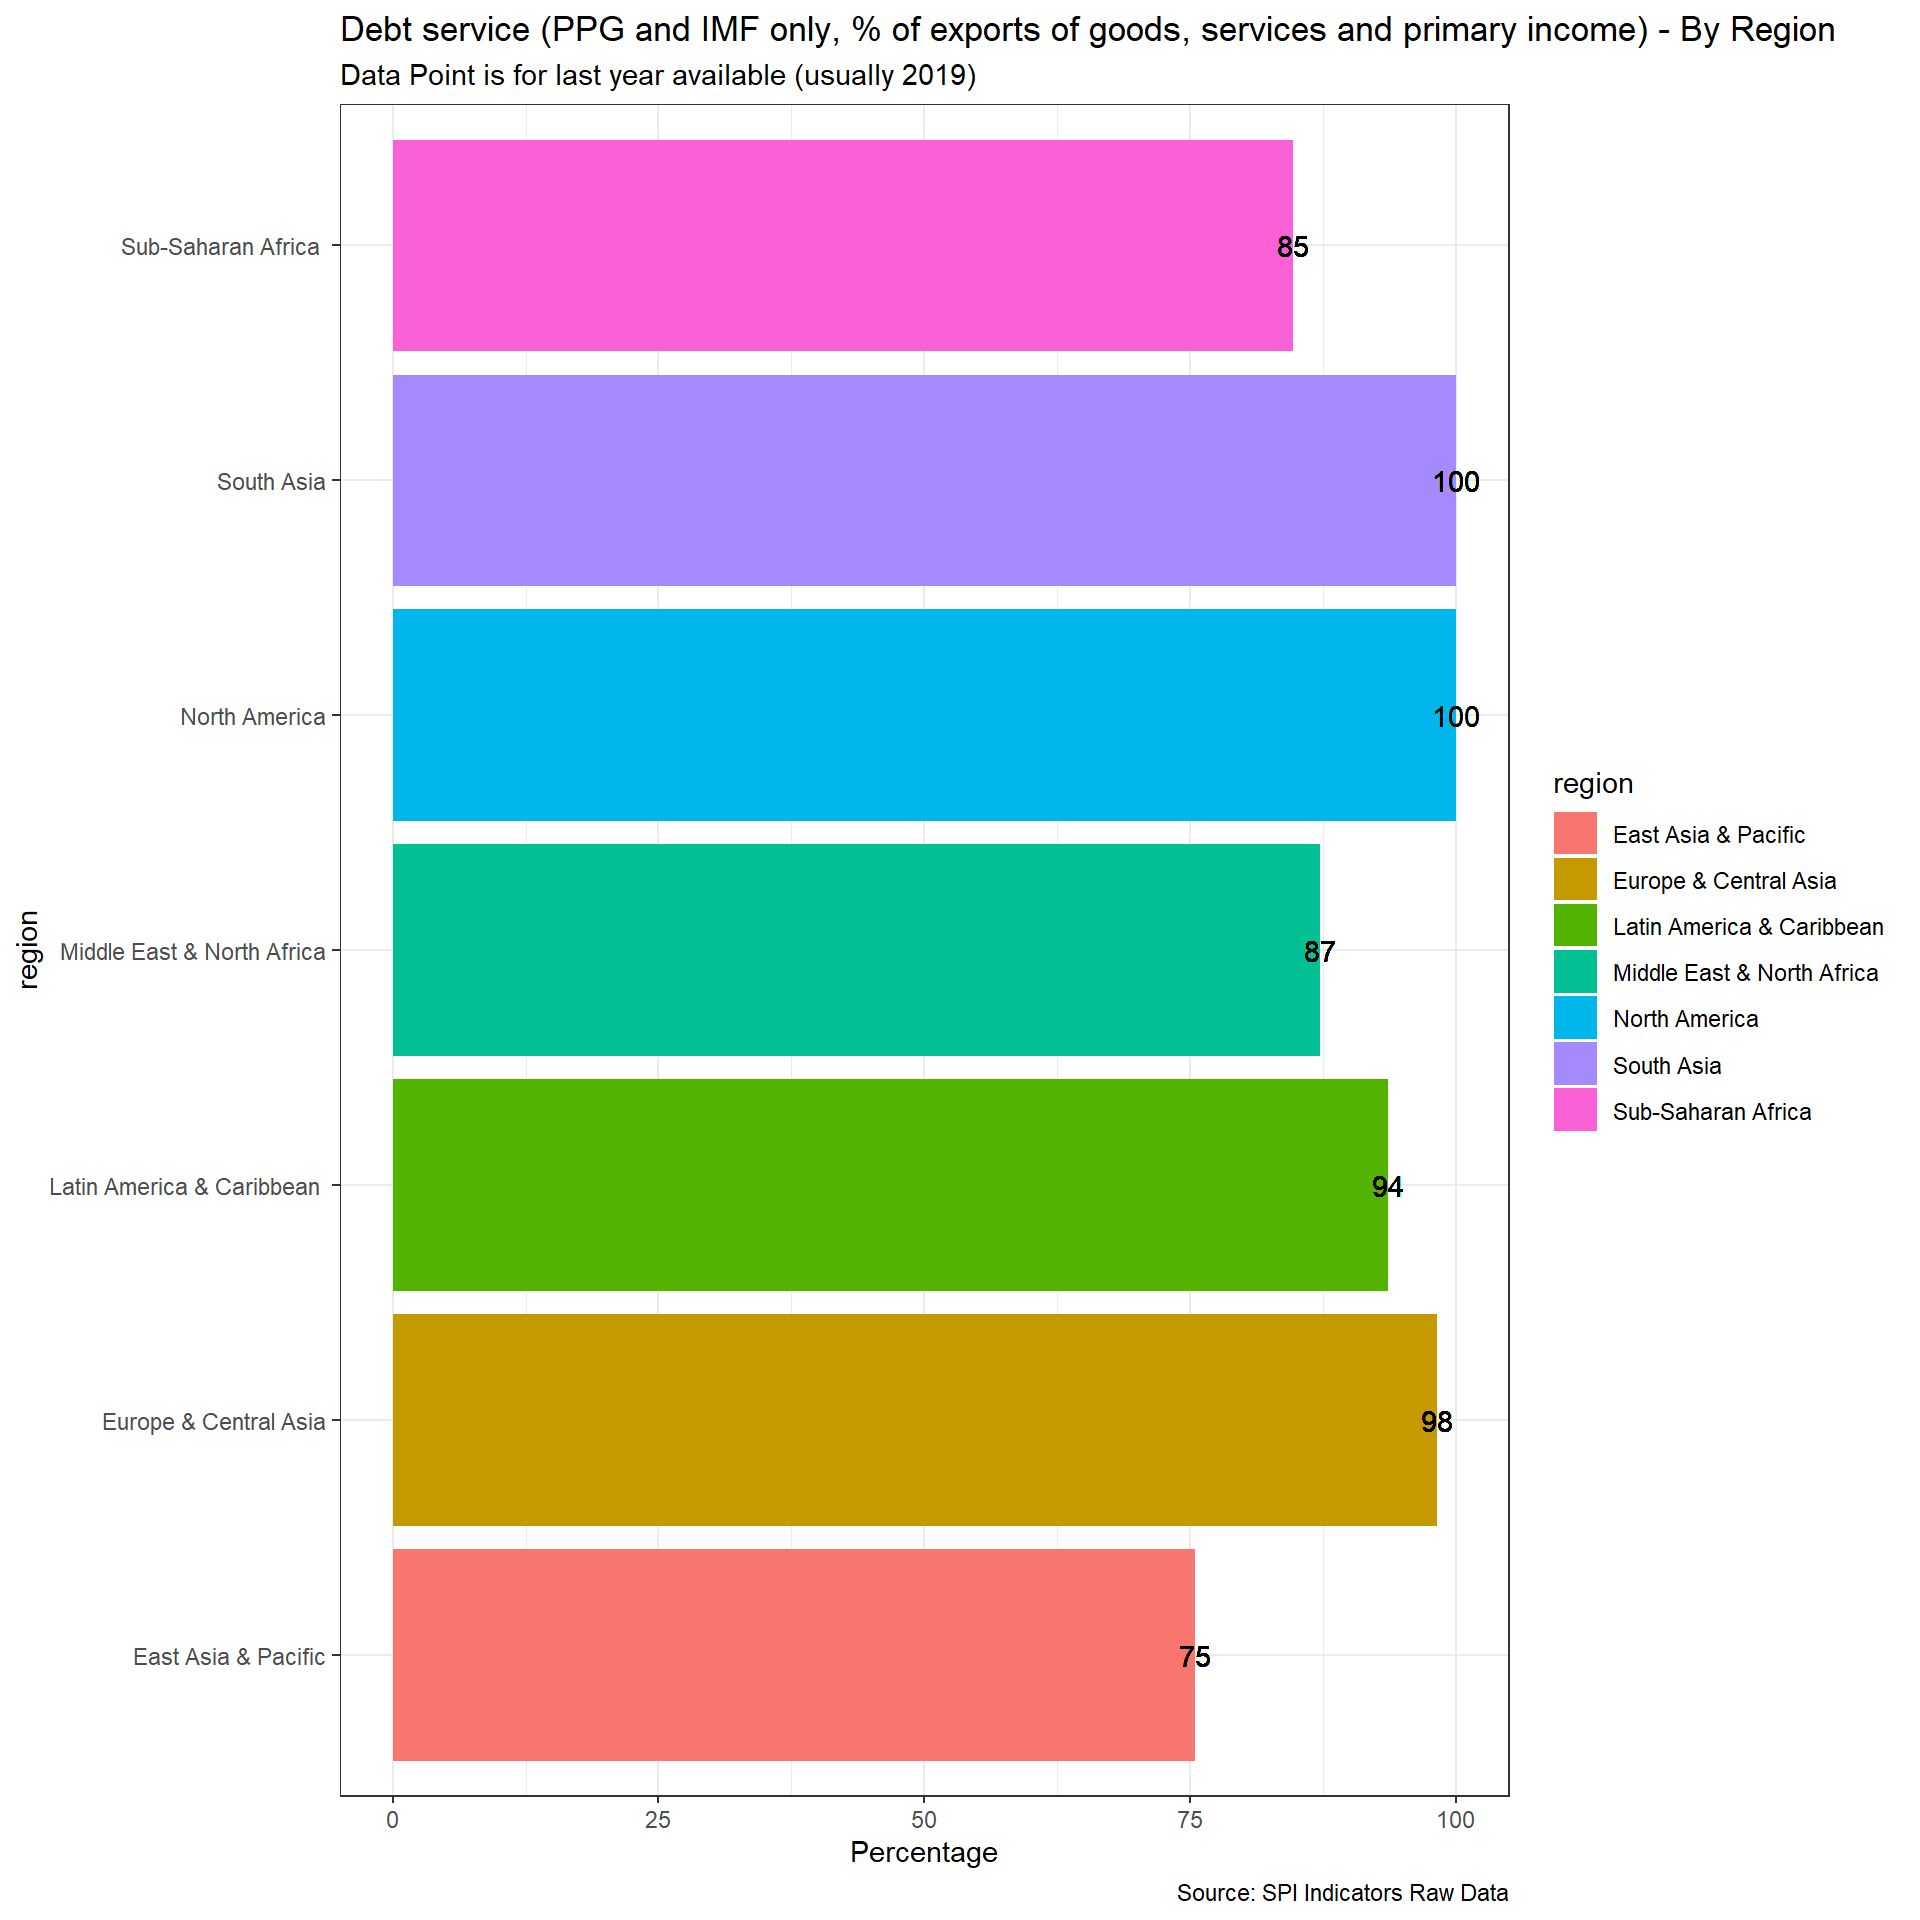 Debt service (PPG and IMF only, % of exports of goods, services and primary income) - By Region
Data Point is for last year available (usually 2019)
Sub-Saharan Africa
85
South Asia
100
North America
100
Middle East & North Africa
87
Latin America & Caribbean
94
Europe & Central Asia
98
East Asia & Pacific
75
region
0 25 50 75 100
Percentage
Source: SPI Indicators Raw Data
region
East Asia & Pacific
Europe & Central Asia
Latin America & Caribbean
Middle East & North Africa
North America
South Asia
Sub-Saharan Africa